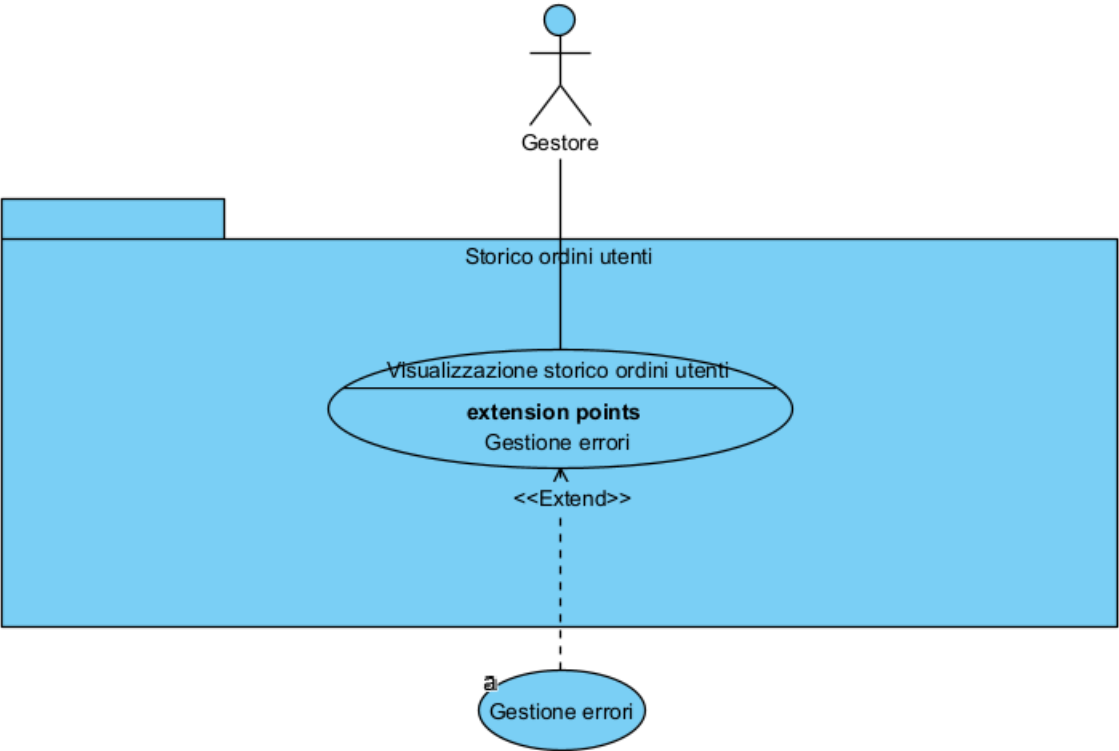 Gestore
Storico ordini utenti
Visualizzazione storico ordini utenti
extension points
Gestione errori
<<Extend>>
a
Gestione errori